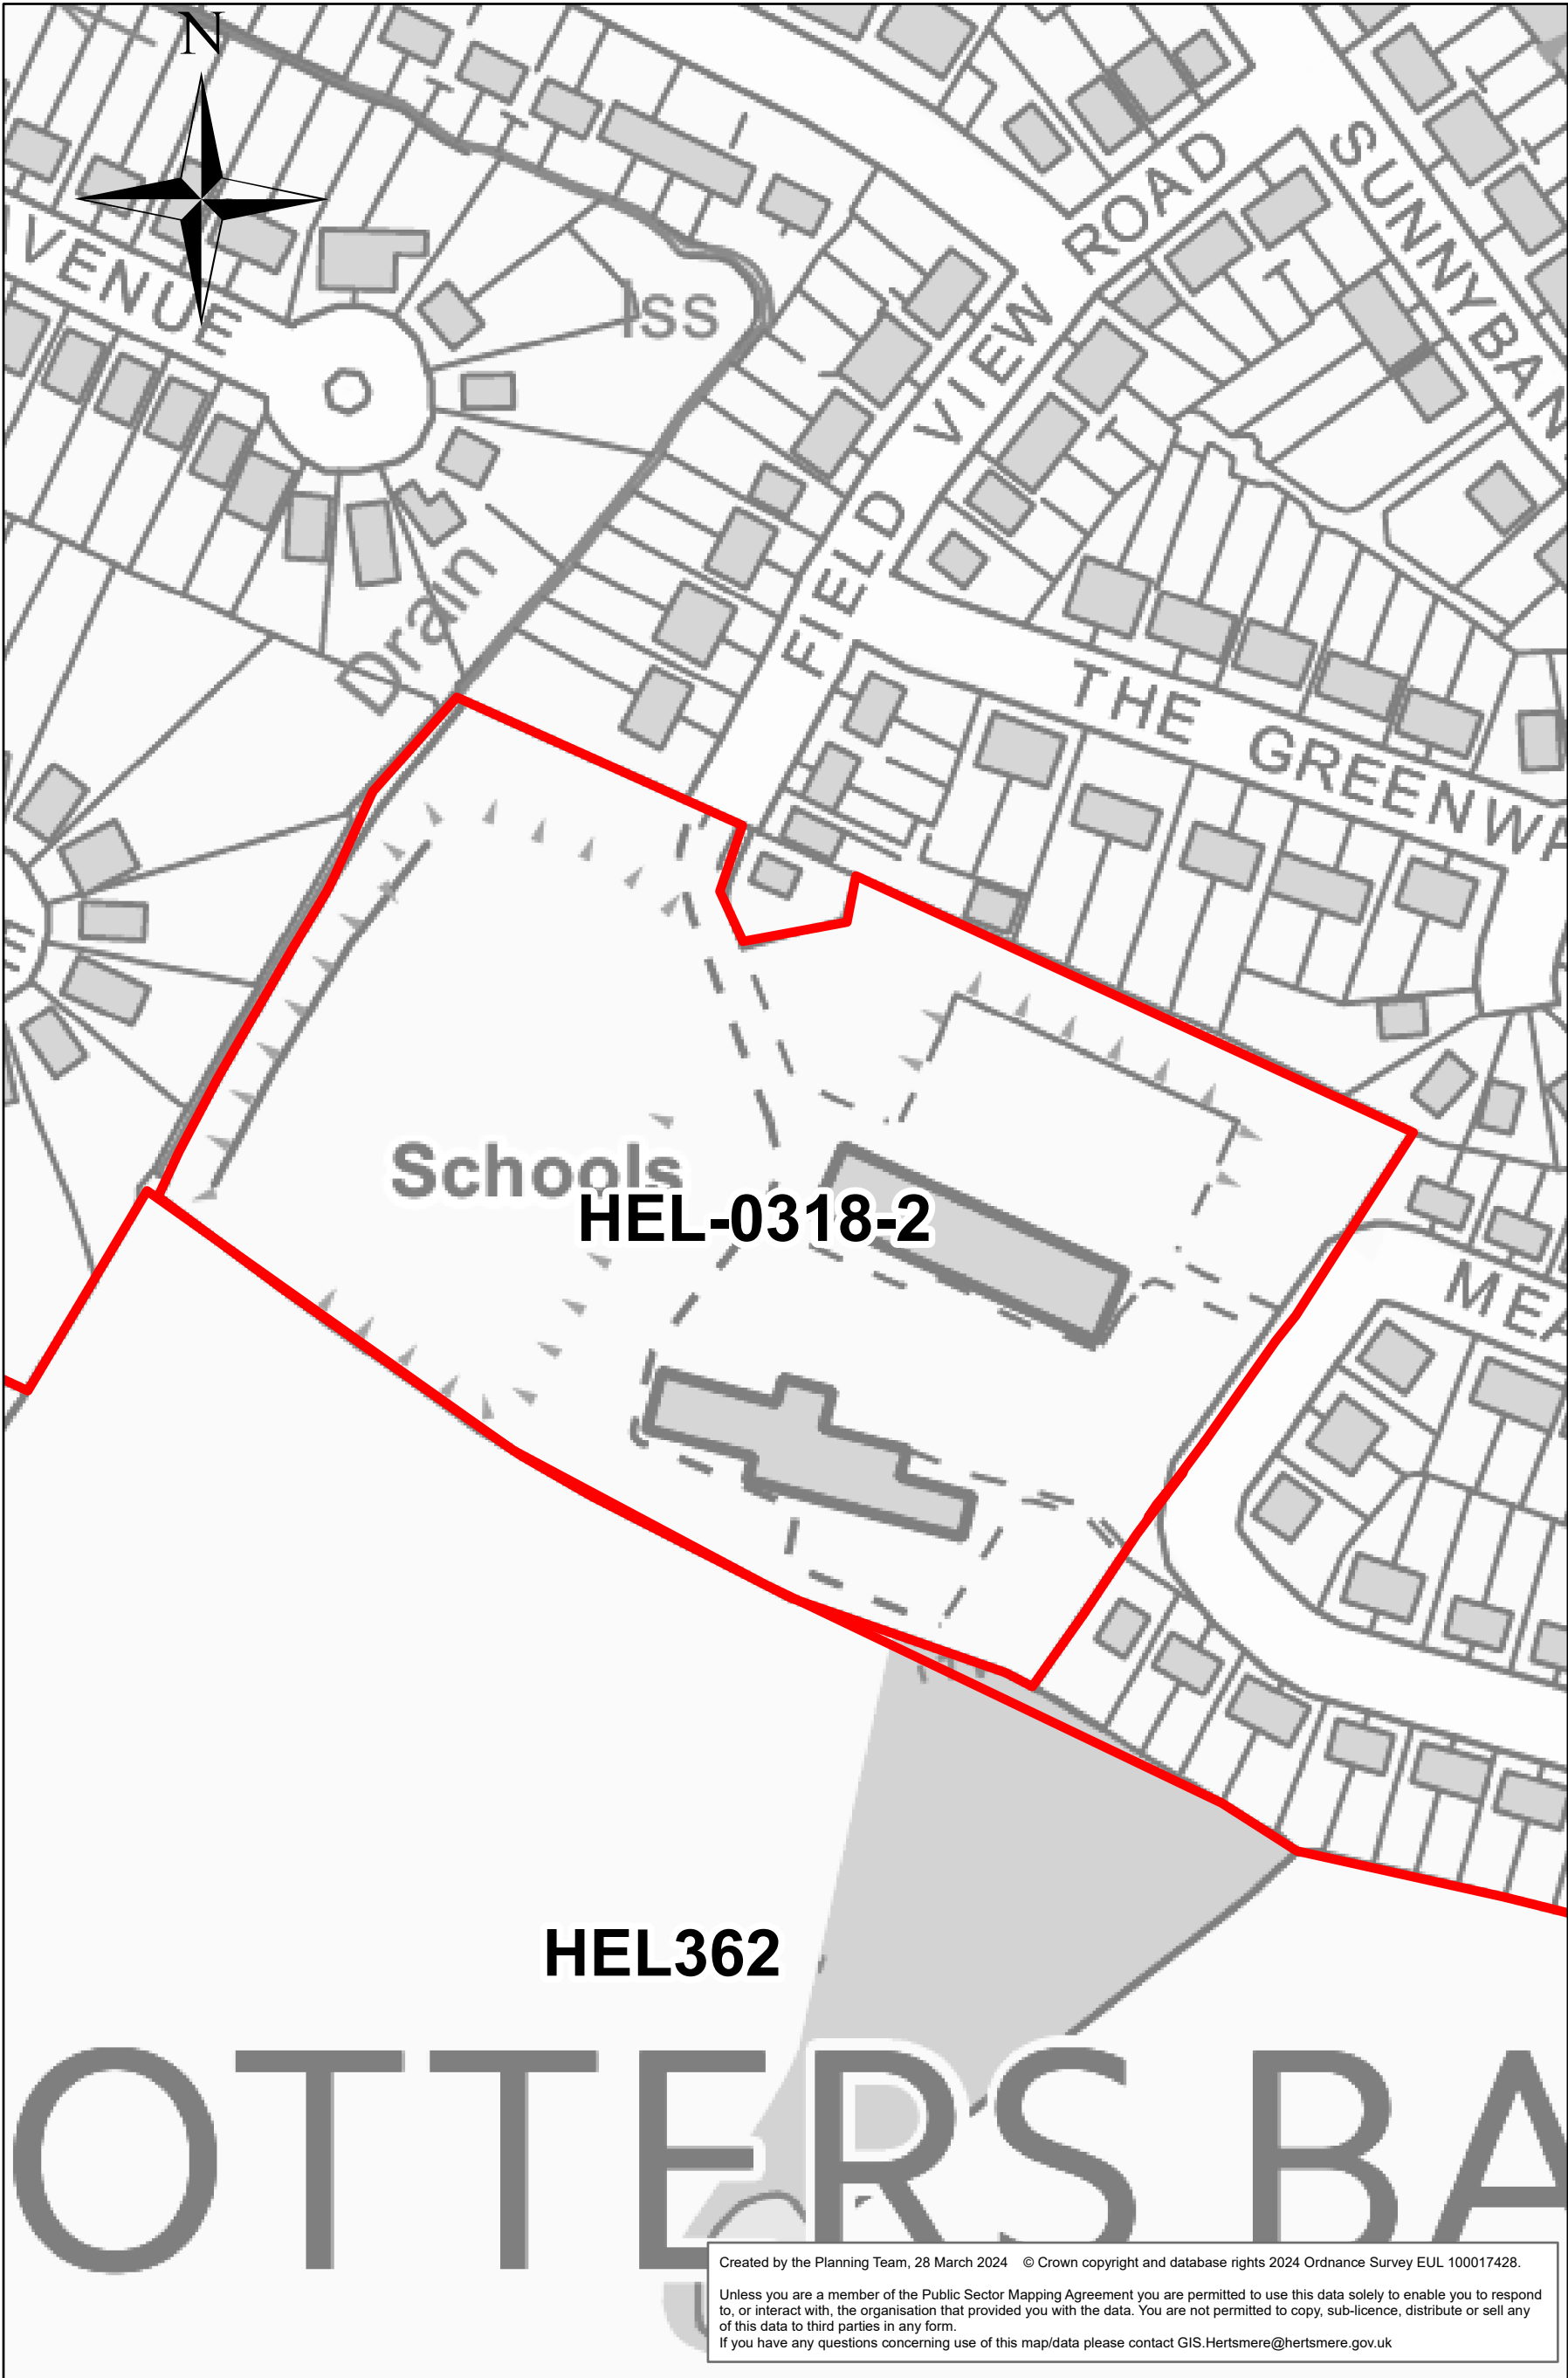 N
VENUE
Iss
Drain
FIELD VIEW ROAD
SUNNYBAN
THE GREENWA
E
Schools
HEL-0318-2
MEA
HEL362
OTTERS BA
Created by the Planning Team, 28 March 2024 © Crown copyright and database rights 2024 Ordnance Survey EUL 100017428.
Unless you are a member of the Public Sector Mapping Agreement you are permitted to use this data solely to enable you to respond
to, or interact with, the organisation that provided you with the data. You are not permitted to copy, sub-licence, distribute or sell any
of this data to third parties in any form.
If you have any questions concerning use of this map/data please contact GIS.Hertsmere@hertsmere.gov.uk